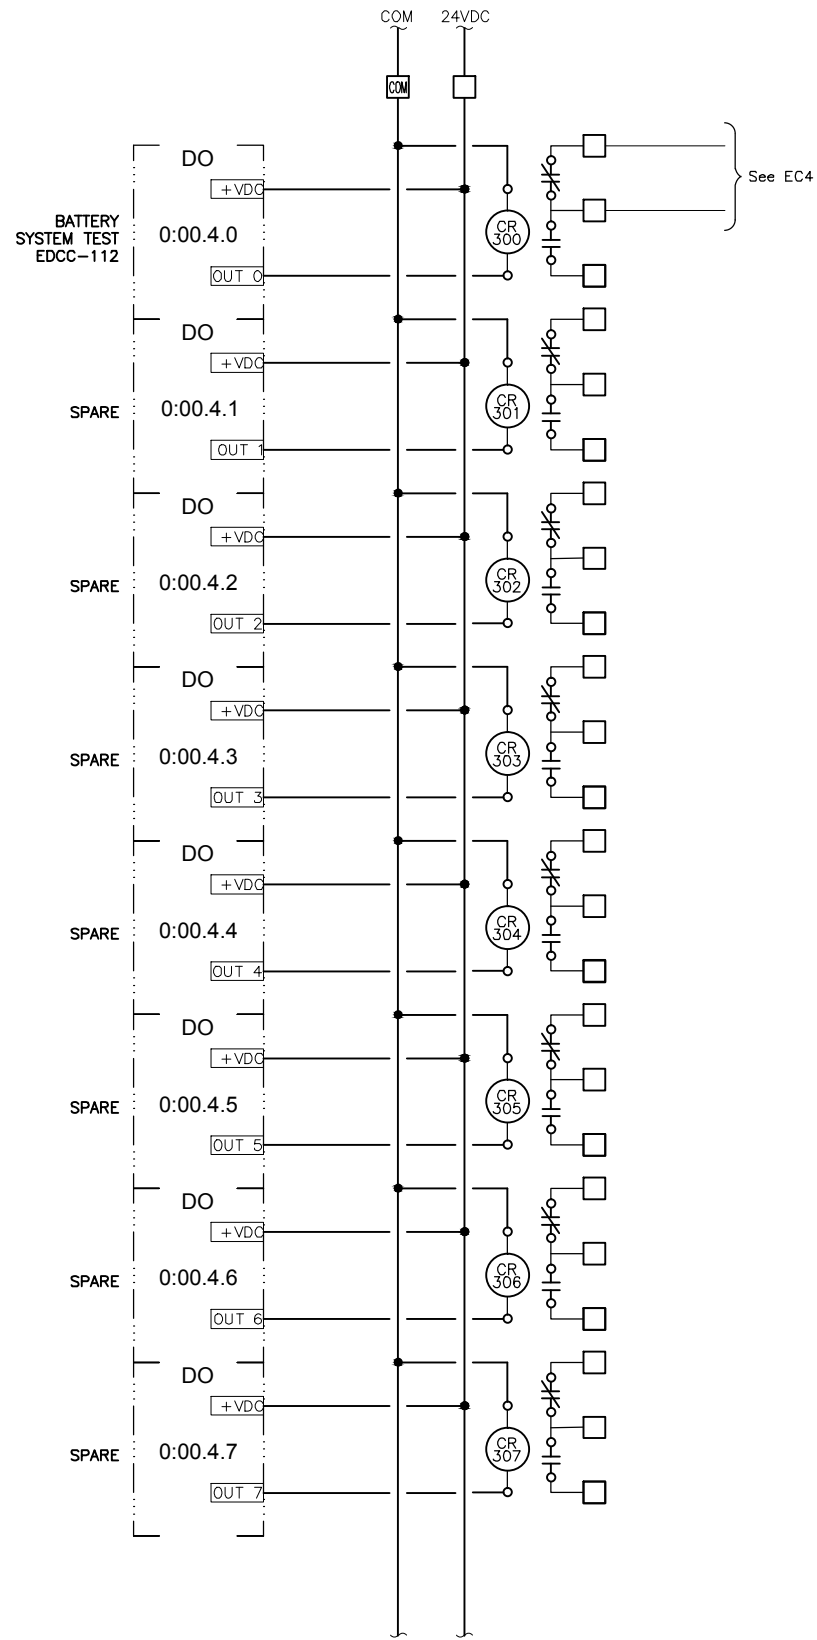 COM 24VDC
COM
DO
+VDC
BATTERY
SYSTEM TEST
EDCC-112
0:00.4.0
OUT 0
CR
300
See EC4
DO
+VDC
SPARE
0:00.4.1
OUT 1
CR
301
DO
+VDC
SPARE
0:00.4.2
OUT 2
CR
302
DO
+VDC
SPARE
0:00.4.3
OUT 3
CR
303
DO
+VDC
SPARE
0:00.4.4
OUT 4
CR
304
DO
+VDC
SPARE
0:00.4.5
OUT 5
CR
305
DO
+VDC
SPARE
0:00.4.6
OUT 6
CR
306
DO
+VDC
SPARE
0:00.4.7
OUT 7
CR
307